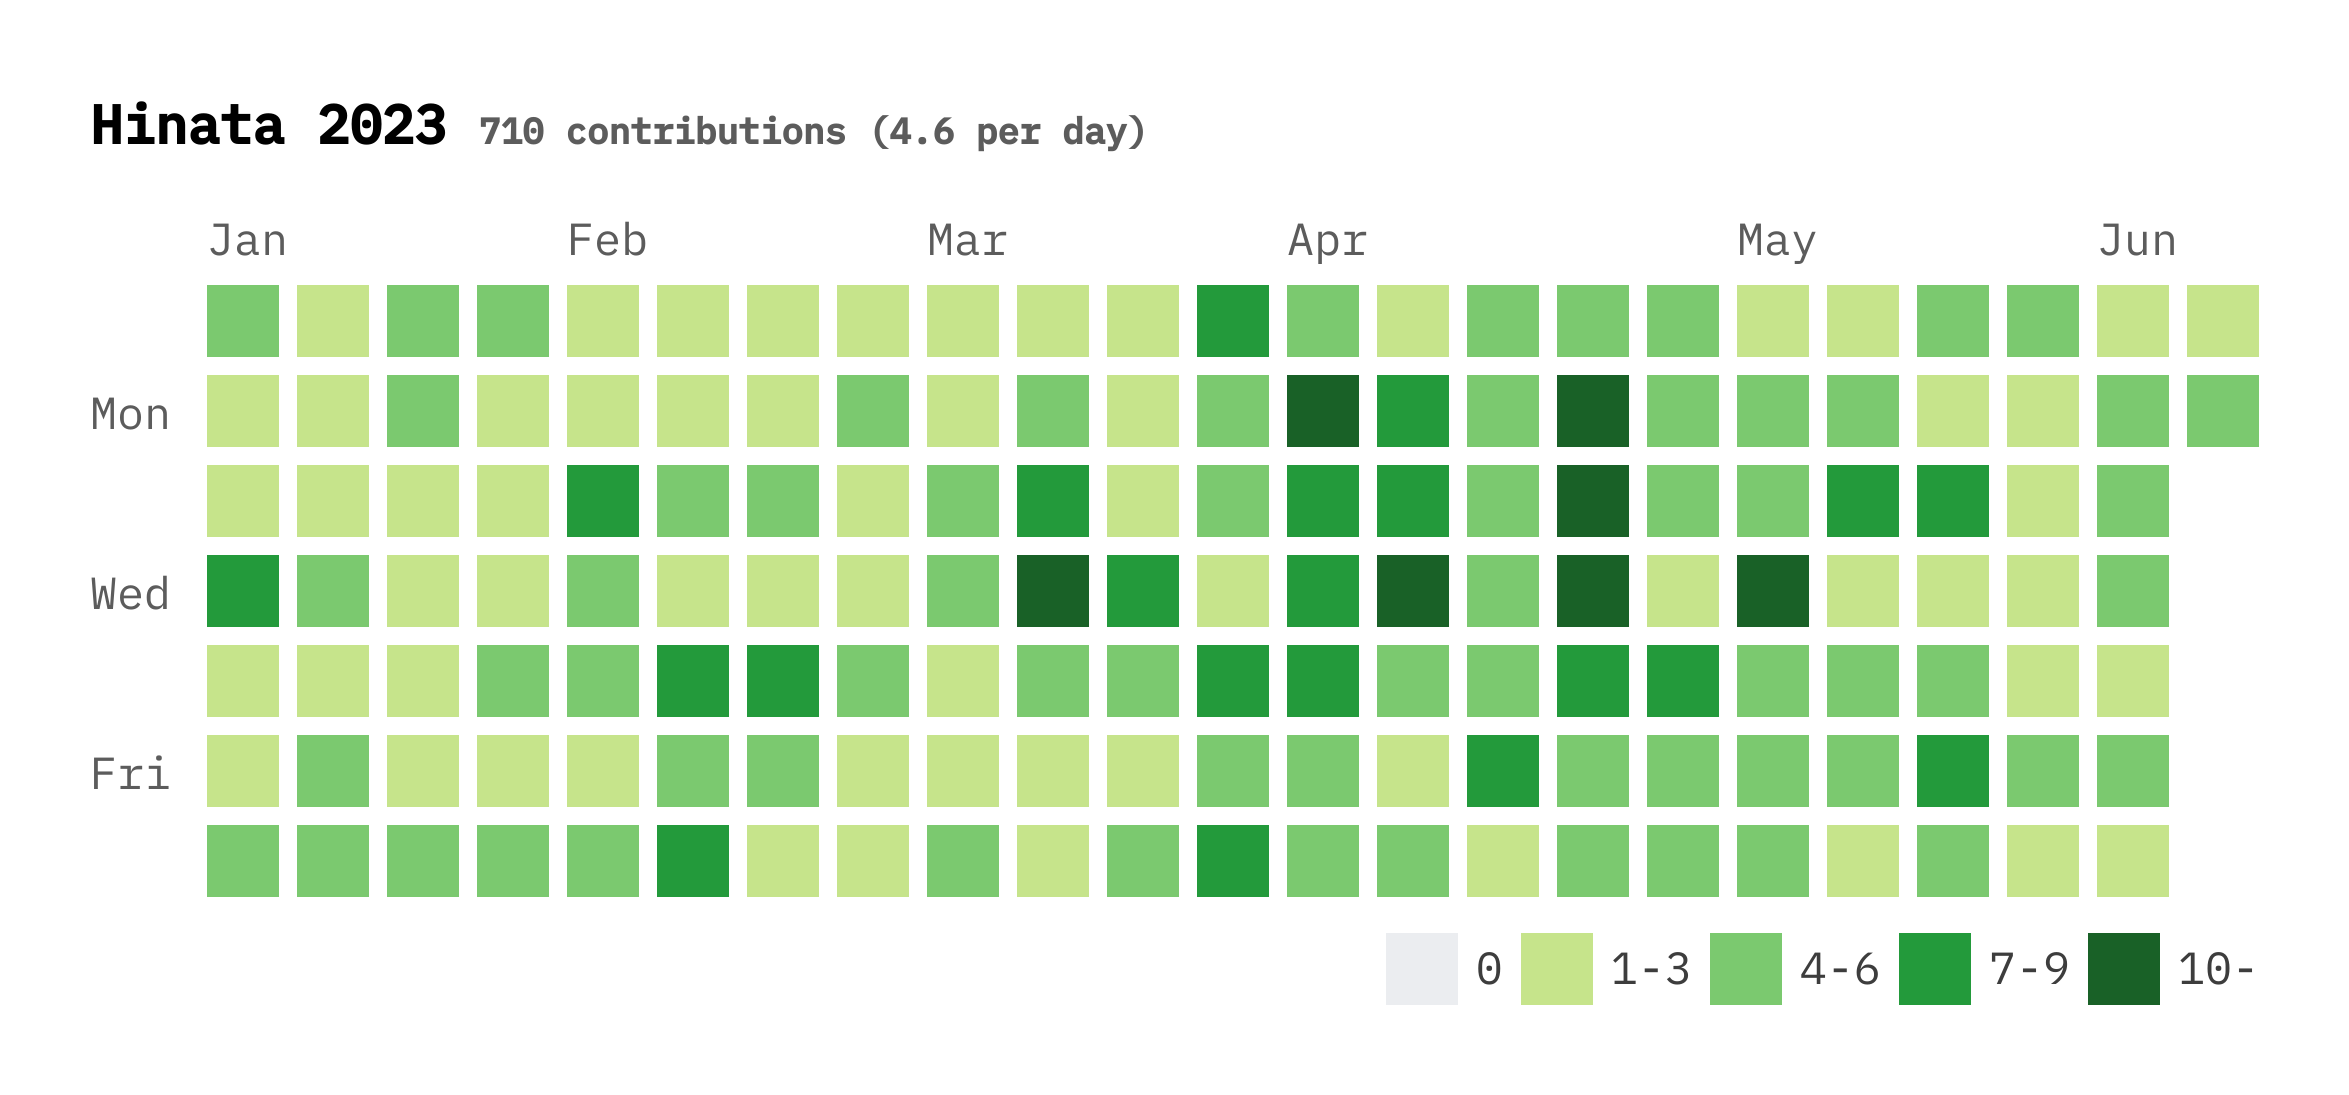 Hinata 2023 710 contributions (4.6 per day)
Jan Feb Mar Apr May Jun
Mon
Wed
Fri
0 1-3 4-6 7-9 10-